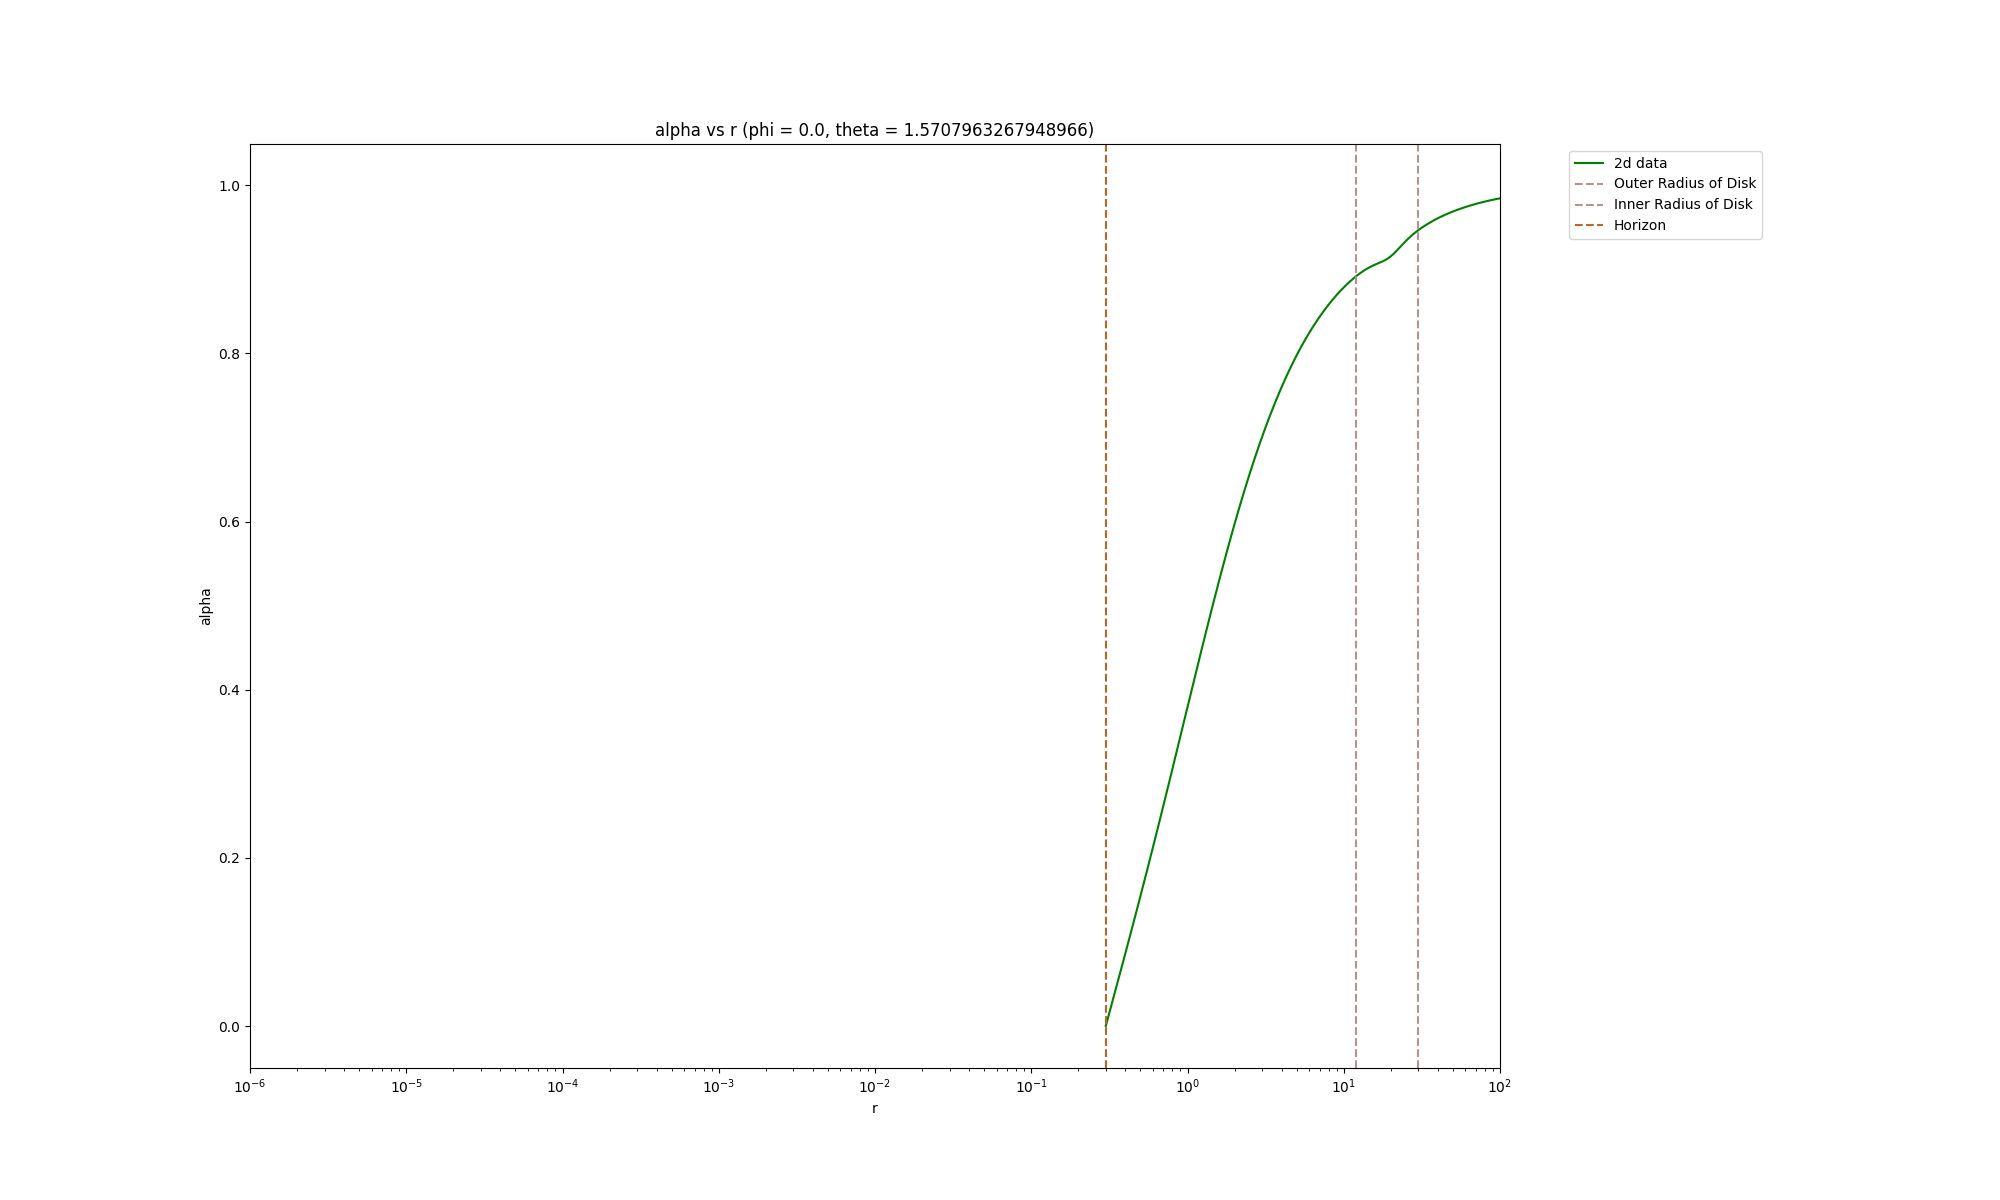 alpha vs r (phi = 0.0, theta = 1.5707963267948966)
2d data
Outer Radius of Disk
Inner Radius of Disk
Horizon
1.0
0.8
0.6
0.4
0.2
0.0
alpha
10⁻⁶ 10⁻⁵ 10⁻⁴ 10⁻³ 10⁻² 10⁻¹ 10⁰ 10¹ 10²
r